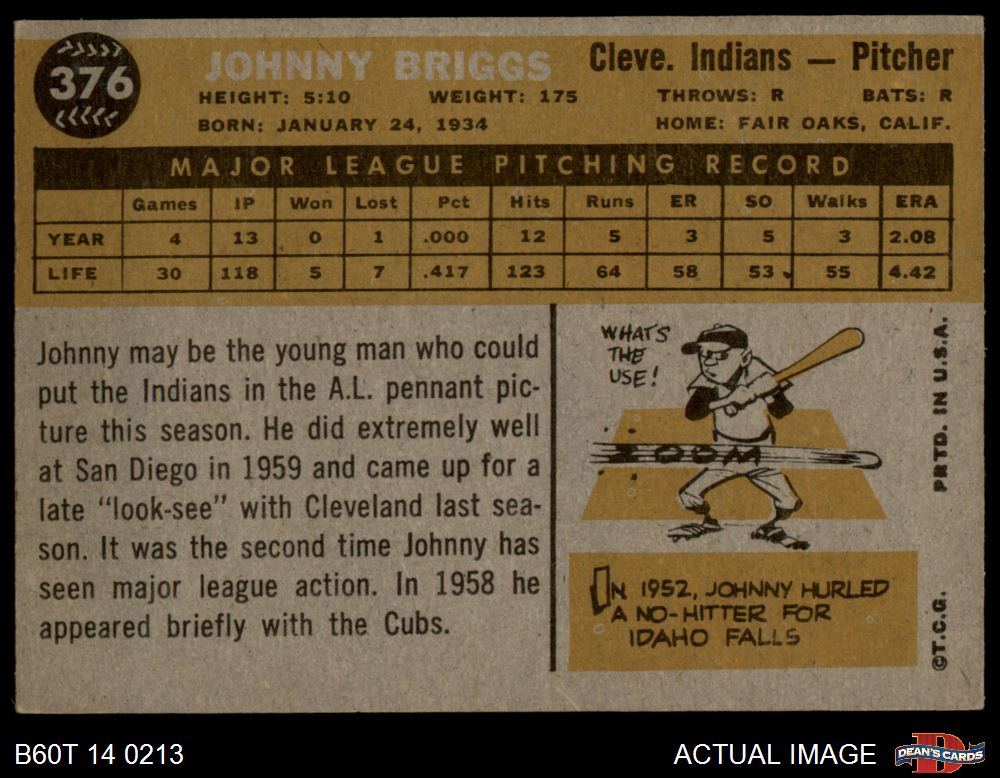 376
JOHNNY BRIGGS
Cleve. Indians — Pitcher
HEIGHT: 5:10 WEIGHT: 175 THROWS: R BATS: R
BORN: JANUARY 24, 1934 HOME: FAIR OAKS, CALIF.
MAJOR LEAGUE PITCHING RECORD
Games IP Won Lost Pct Hits Runs ER SO Walks ERA
YEAR 4 13 0 1 .000 12 5 3 5 3 2.08
LIFE 30 118 5 7 .417 123 64 58 53 55 4.42
Johnny may be the young man who could
put the Indians in the A.L. pennant pic-
ture this season. He did extremely well
at San Diego in 1959 and came up for a
late “look-see” with Cleveland last sea-
son. It was the second time Johnny has
seen major league action. In 1958 he
appeared briefly with the Cubs.
WHAT'S
THE
USE!
ZOOM
IN 1952, JOHNNY HURLED
A NO-HITTER FOR
IDAHO FALLS
PRTD. IN U.S.A.
©T.C.G.
B60T 14 0213
ACTUAL IMAGE
DEAN'S CARDS